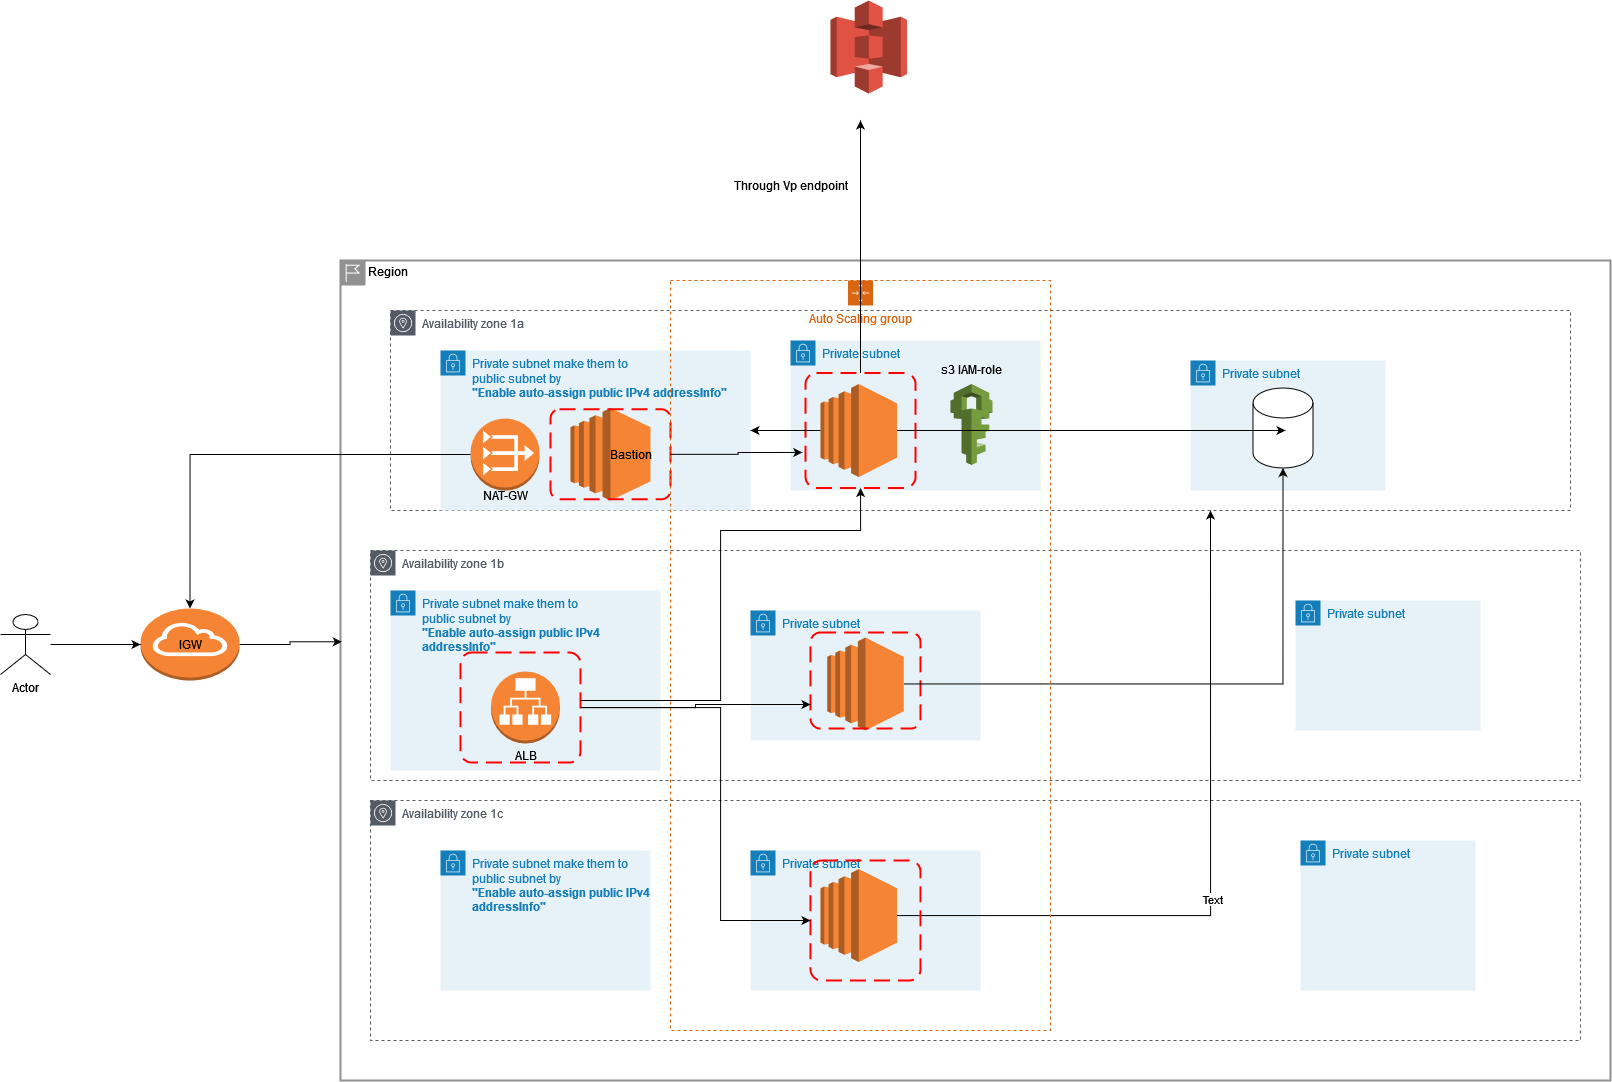 Through Vp endpoint
Region
Auto Scaling group
Availability zone 1a
Private subnet make them to
public subnet by
"Enable auto-assign public IPv4 addressInfo"
Private subnet
s3 IAM-role
Private subnet
Bastion
NAT-GW
Availability zone 1b
Private subnet make them to
public subnet by
"Enable auto-assign public IPv4
addressInfo"
Private subnet
Private subnet
IGW
Actor
ALB
Availability zone 1c
Private subnet make them to
public subnet by
"Enable auto-assign public IPv4
addressInfo"
Private subnet
Private subnet
Text